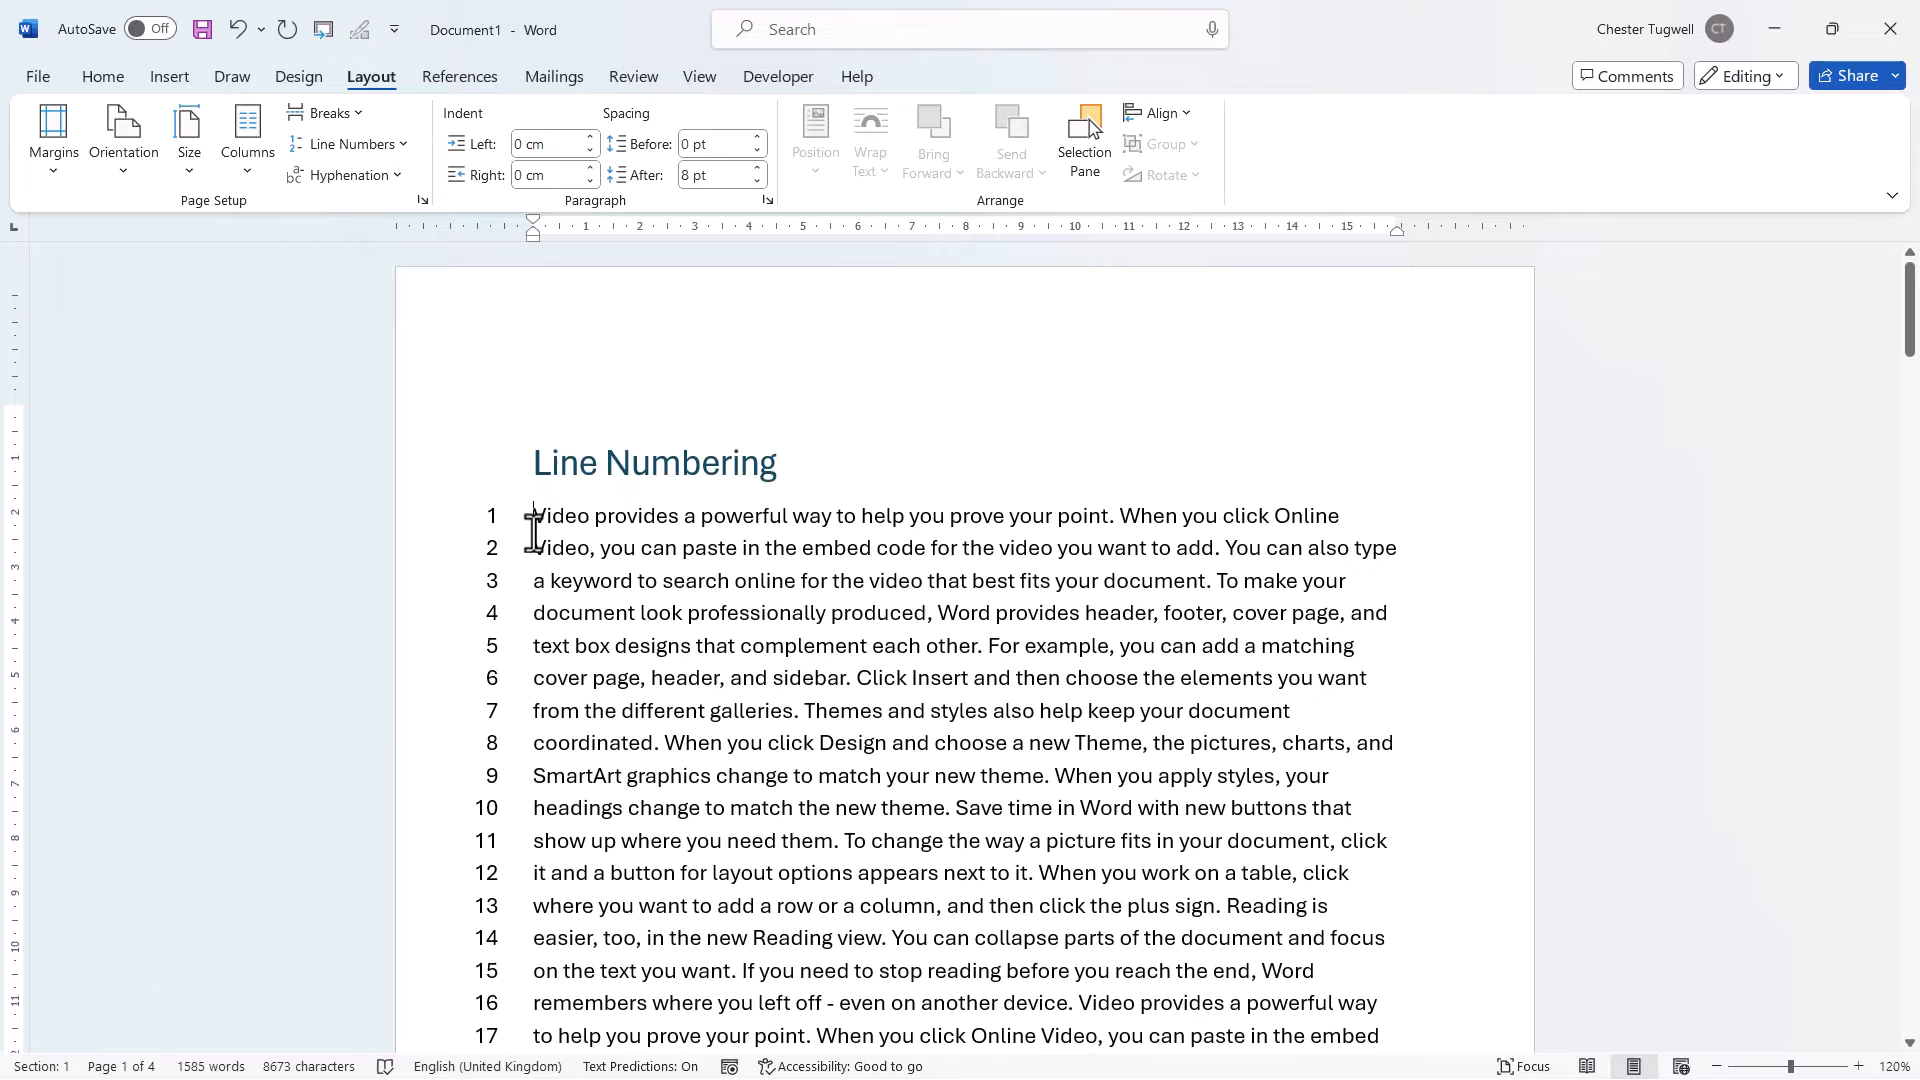 AutoSave Off Document1 - Word Search Chester Tugwell CT
File Home Insert Draw Design Layout References Mailings Review View Developer Help Comments Editing Share
Margins Orientation Size Columns
Breaks
Line Numbers
Hyphenation
Page Setup
Indent Spacing
Left: 0 cm Before: 0 pt
Right: 0 cm After: 8 pt
Paragraph
Position Wrap Text Bring Forward Send Backward Selection Pane
Align
Group
Rotate
Arrange
1 2 3 4 5 6 7 8 9 10 11 12 13 14 15
Line Numbering
1 Video provides a powerful way to help you prove your point. When you click Online
2 Video, you can paste in the embed code for the video you want to add. You can also type
3 a keyword to search online for the video that best fits your document. To make your
4 document look professionally produced, Word provides header, footer, cover page, and
5 text box designs that complement each other. For example, you can add a matching
6 cover page, header, and sidebar. Click Insert and then choose the elements you want
7 from the different galleries. Themes and styles also help keep your document
8 coordinated. When you click Design and choose a new Theme, the pictures, charts, and
9 SmartArt graphics change to match your new theme. When you apply styles, your
10 headings change to match the new theme. Save time in Word with new buttons that
11 show up where you need them. To change the way a picture fits in your document, click
12 it and a button for layout options appears next to it. When you work on a table, click
13 where you want to add a row or a column, and then click the plus sign. Reading is
14 easier, too, in the new Reading view. You can collapse parts of the document and focus
15 on the text you want. If you need to stop reading before you reach the end, Word
16 remembers where you left off - even on another device. Video provides a powerful way
17 to help you prove your point. When you click Online Video, you can paste in the embed
Section: 1 Page 1 of 4 1585 words 8673 characters English (United Kingdom) Text Predictions: On Accessibility: Good to go Focus 120%